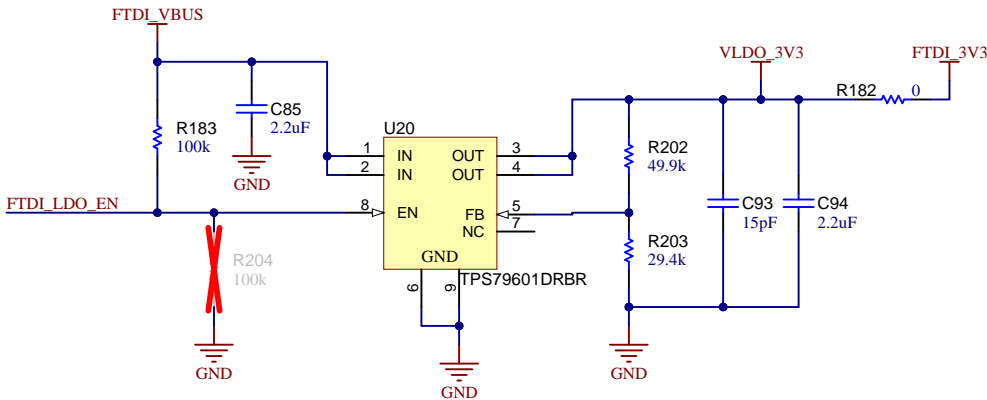 FTDI_VBUS
VLDO_3V3
FTDI_3V3
R182
0
C85
2.2uF
R183
100k
U20
GND
1
IN
OUT
3
2
IN
OUT
4
R202
49.9k
FTDI_LDO_EN
8
EN
FB
5
NC
7
C93
15pF
C94
2.2uF
R203
29.4k
R204
100k
GND
TPS79601DRBR
6
9
GND
GND
GND